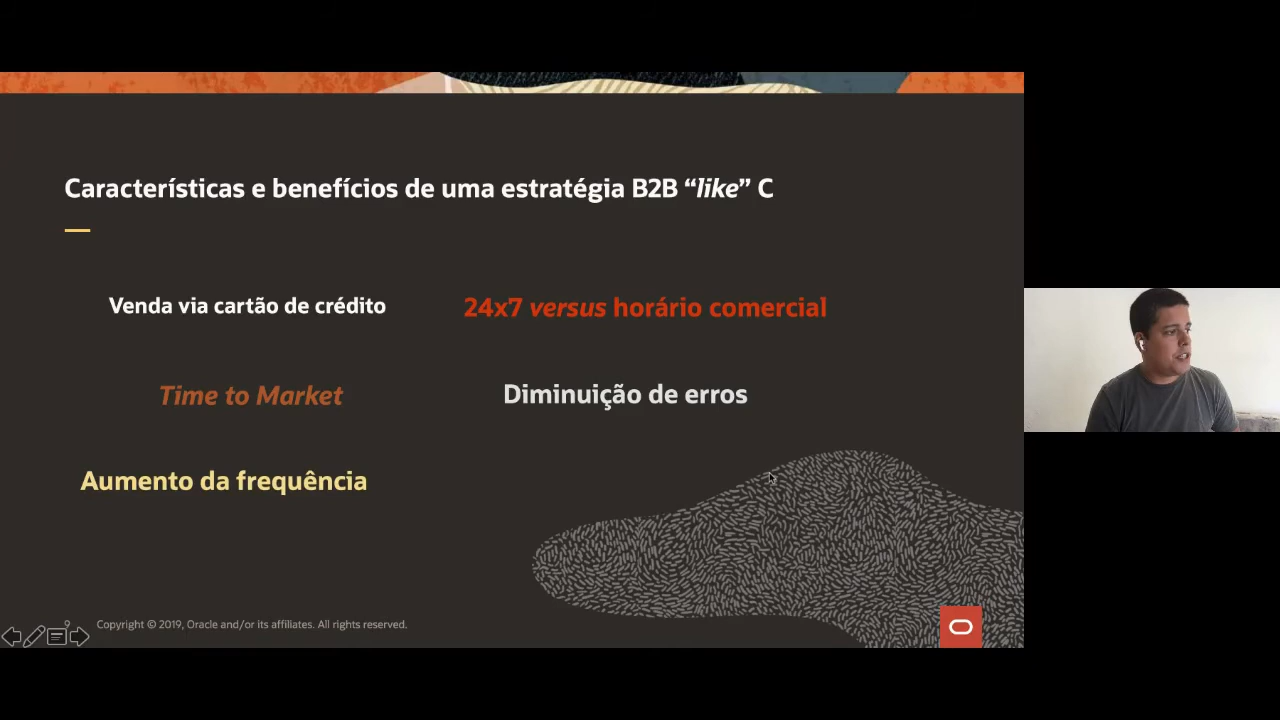 Características e benefícios de uma estratégia B2B “like” C
Venda via cartão de crédito
24x7 versus horário comercial
Time to Market
Diminuição de erros
Aumento da frequência
Copyright © 2019, Oracle and/or its affiliates. All rights reserved.